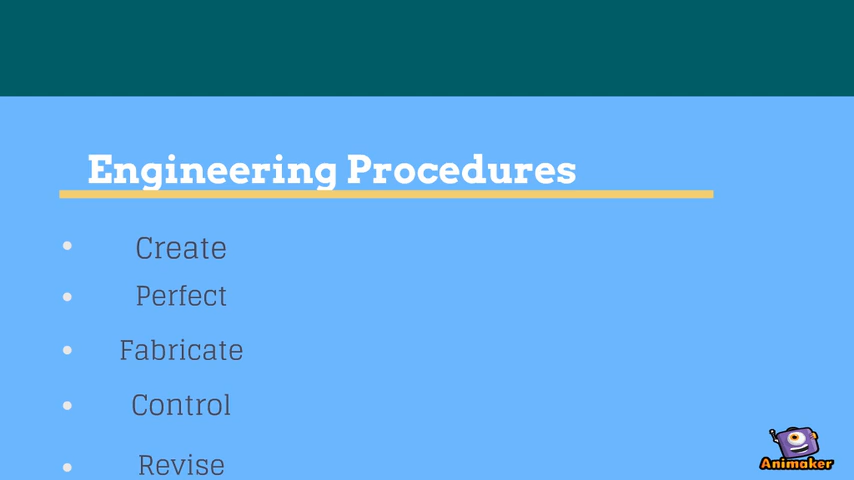 Engineering Procedures
• Create
• Perfect
• Fabricate
• Control
• Revise
Animaker